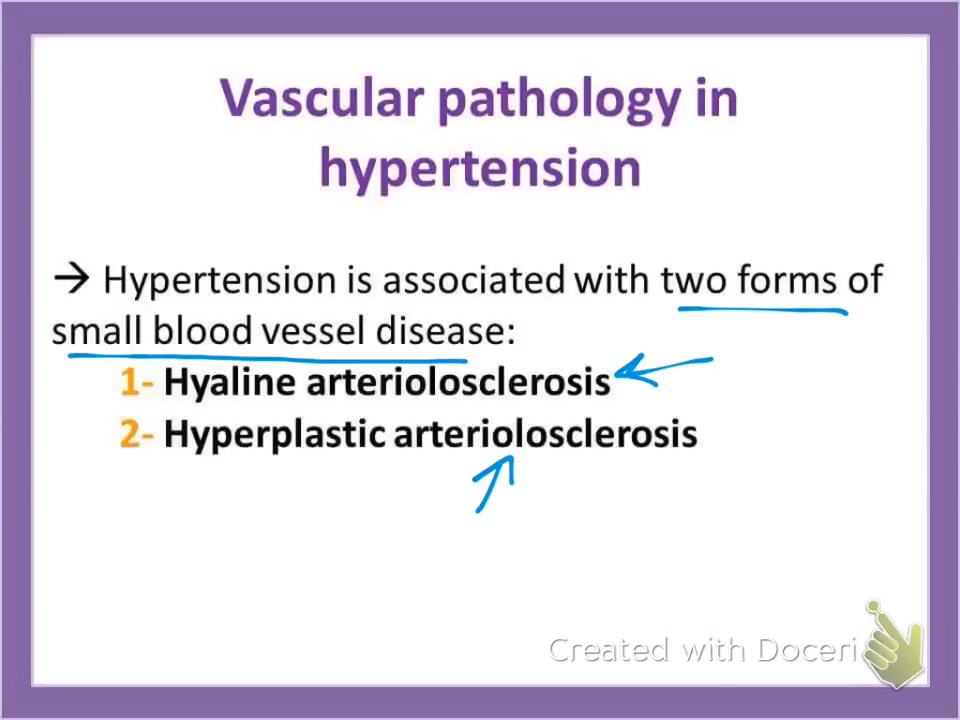 Vascular pathology in
hypertension
→ Hypertension is associated with two forms of
small blood vessel disease:
1- Hyaline arteriolosclerosis
2- Hyperplastic arteriolosclerosis
Created with Doceri